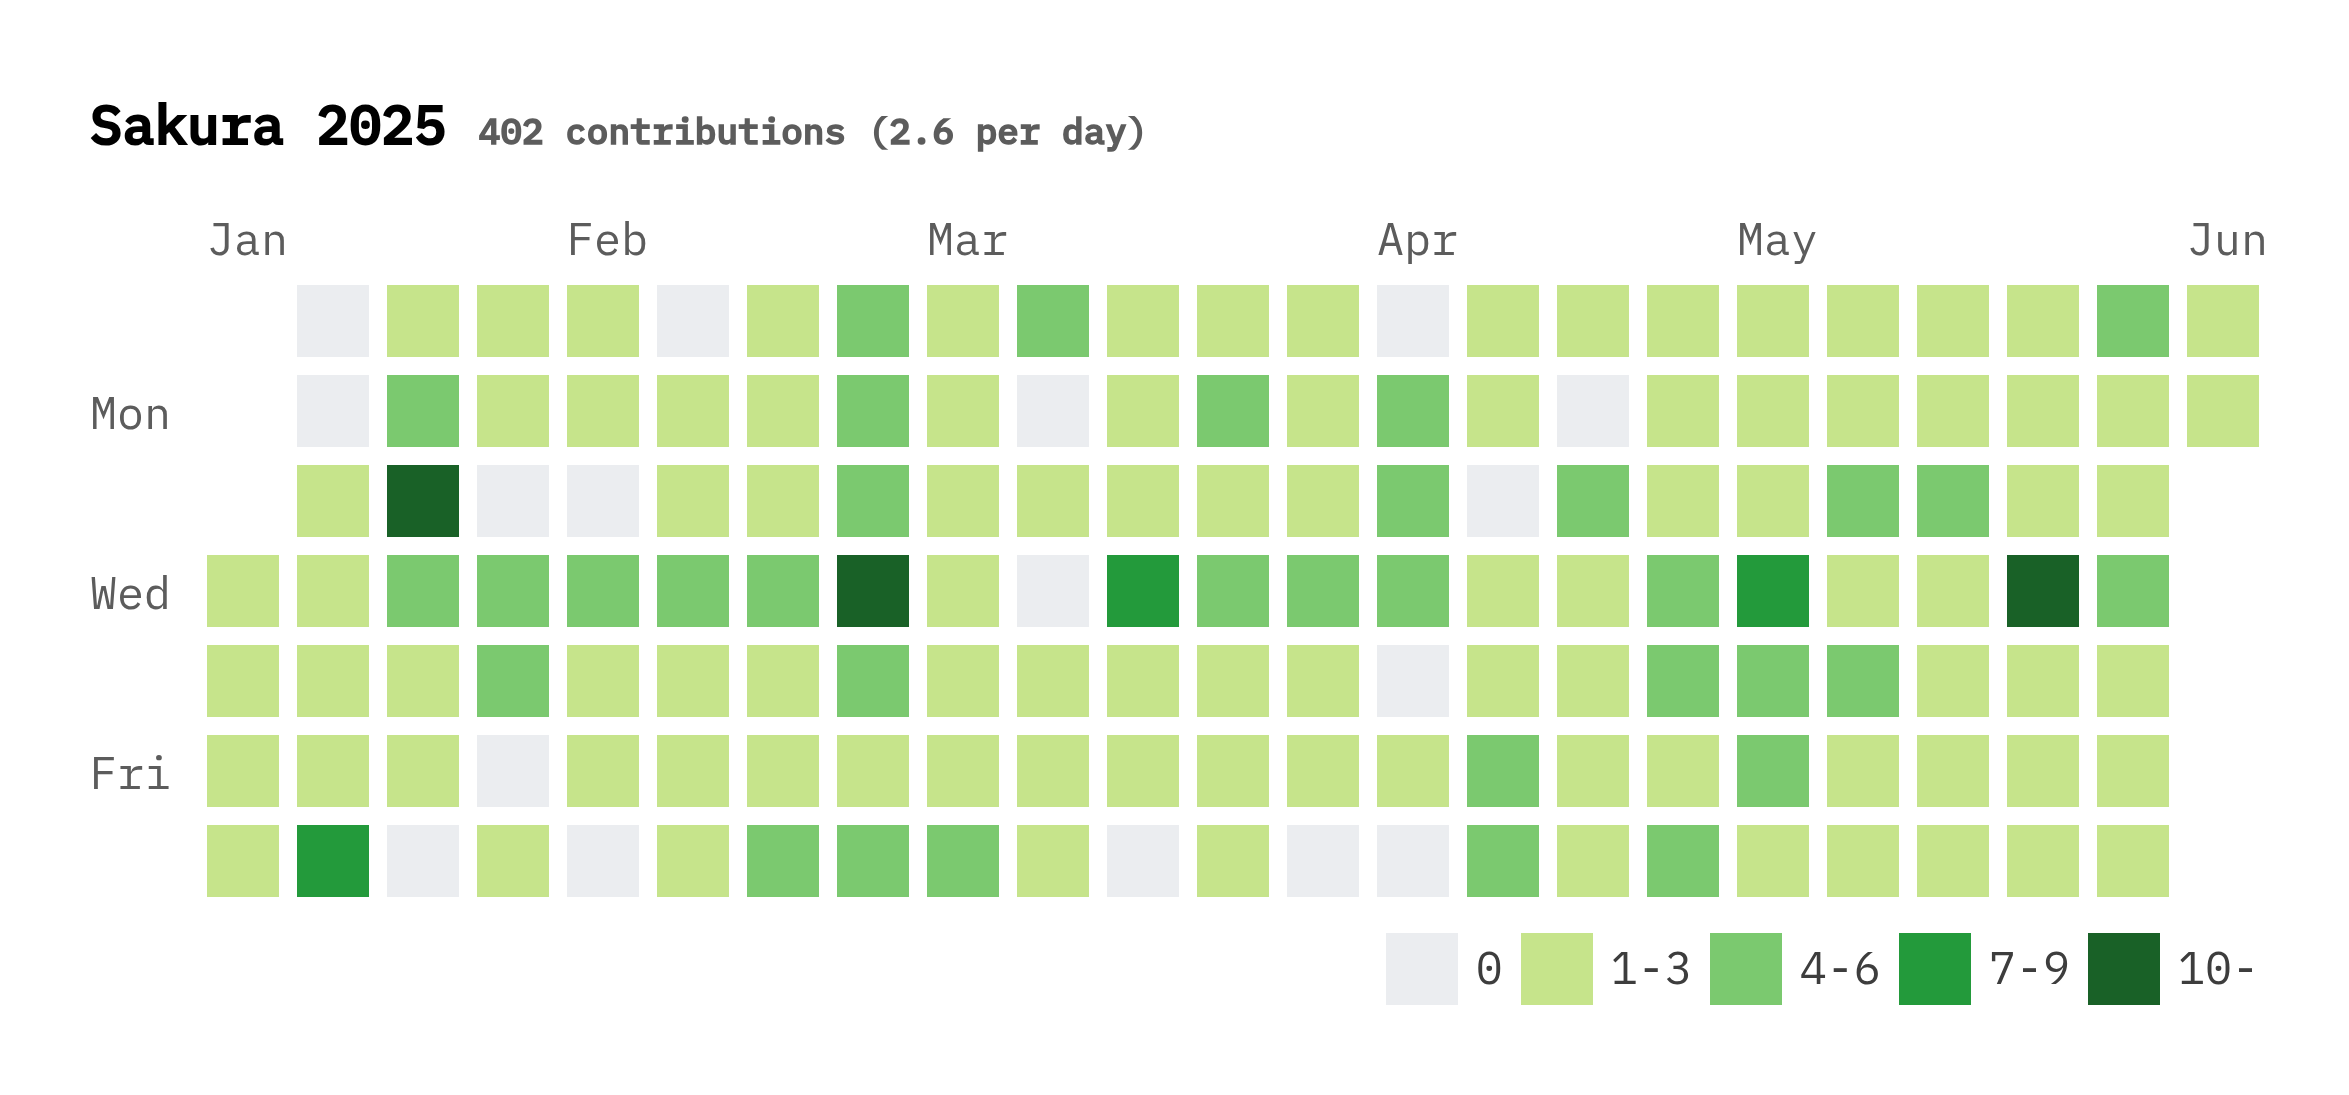 Sakura 2025 402 contributions (2.6 per day)
Jan Feb Mar Apr May Jun
Mon
Wed
Fri
0 1-3 4-6 7-9 10-